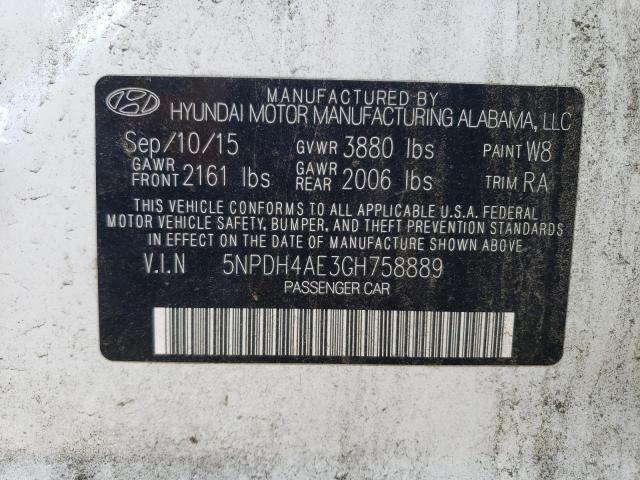 MANUFACTURED BY
HYUNDAI MOTOR MANUFACTURING ALABAMA, LLC
Sep/10/15 GVWR 3880 lbs PAINT W8
GAWR FRONT 2161 lbs GAWR REAR 2006 lbs TRIM RA
THIS VEHICLE CONFORMS TO ALL APPLICABLE U.S.A. FEDERAL
MOTOR VEHICLE SAFETY, BUMPER, AND THEFT PREVENTION STANDARDS
IN EFFECT ON THE DATE OF MANUFACTURE SHOWN ABOVE.
V.I.N 5NPDH4AE3GH758889
PASSENGER CAR